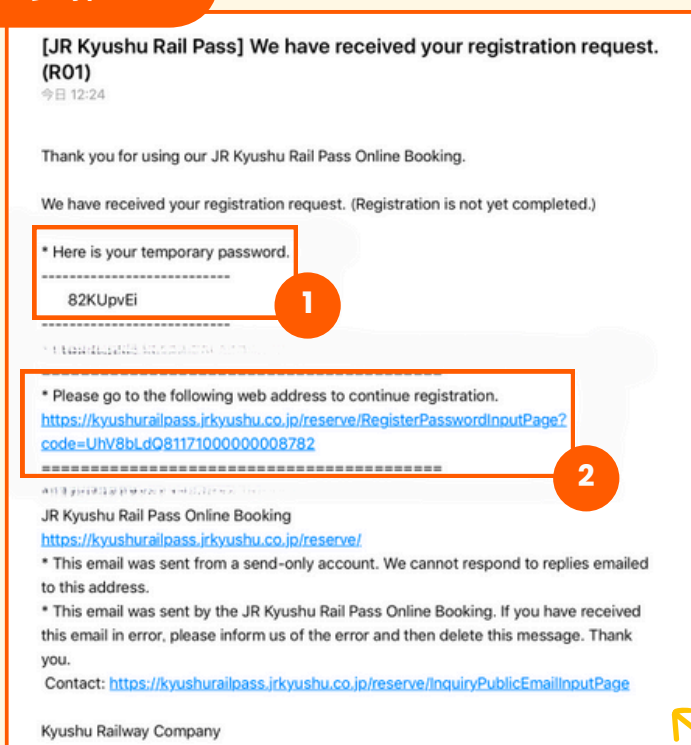 [JR Kyushu Rail Pass] We have received your registration request.
(R01)
今日 12:24
Thank you for using our JR Kyushu Rail Pass Online Booking.
We have received your registration request. (Registration is not yet completed.)
* Here is your temporary password.
----------------------------
82KUpvEi
----------------------------
==========================================
* Please go to the following web address to continue registration.
https://kyushurailpass.jrkyushu.co.jp/reserve/RegisterPasswordInputPage?
code=UhV8bLdQ81171000000008782
==========================================
JR Kyushu Rail Pass Online Booking
https://kyushurailpass.jrkyushu.co.jp/reserve/
* This email was sent from a send-only account. We cannot respond to replies emailed
to this address.
* This email was sent by the JR Kyushu Rail Pass Online Booking. If you have received
this email in error, please inform us of the error and then delete this message. Thank
you.
Contact: https://kyushurailpass.jrkyushu.co.jp/reserve/InquiryPublicEmailInputPage
Kyushu Railway Company
1
2